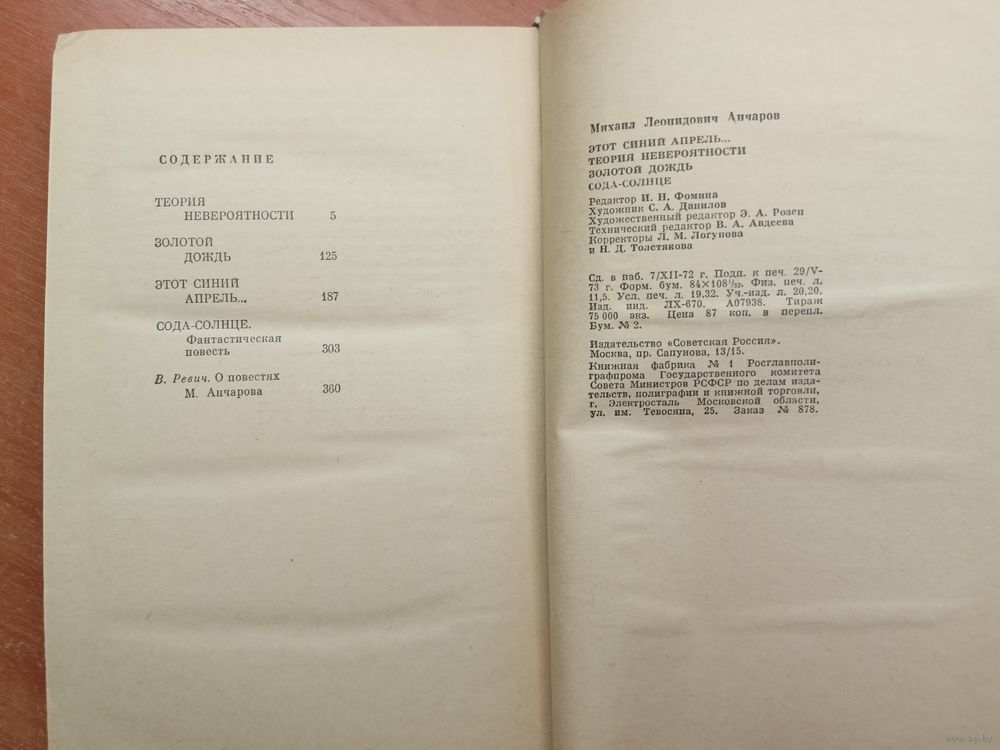 СОДЕРЖАНИЕ
ТЕОРИЯ
НЕВЕРОЯТНОСТИ 5
ЗОЛОТОЙ
ДОЖДЬ 125
ЭТОТ СИНИЙ
АПРЕЛЬ... 187
СОДА-СОЛНЦЕ.
Фантастическая
повесть 303
В. Ревич. О повестях
М. Анчарова 360
Михаил Леонидович Анчаров
ЭТОТ СИНИЙ АПРЕЛЬ...
ТЕОРИЯ НЕВЕРОЯТНОСТИ
ЗОЛОТОЙ ДОЖДЬ
СОДА-СОЛНЦЕ
Редактор И. Н. Фомина
Художник С. А. Данилов
Художественный редактор Э. А. Розен
Технический редактор В. А. Авдеева
Корректоры Л. М. Логунова
и Н. Д. Толстякова
Сд. в наб. 7/XII-72 г. Подп. к печ. 29/V-
73 г. Форм. бум. 84×108¹/₃₂. Физ. печ. л.
11,5. Усл. печ. л. 19,32. Уч.-изд. л. 20,20.
Изд. инд. ЛХ-670. А07938. Тираж
75 000 экз. Цена 87 коп. в перепл.
Бум. № 2.
Издательство «Советская Россия».
Москва, пр. Сапунова, 13/15.
Книжная фабрика № 1 Росглавполи-
графпрома Государственного комитета
Совета Министров РСФСР по делам изда-
тельств, полиграфии и книжной торговли,
г. Электросталь Московской области,
ул. им. Тевосяна, 25. Заказ № 878.
www.ay.by